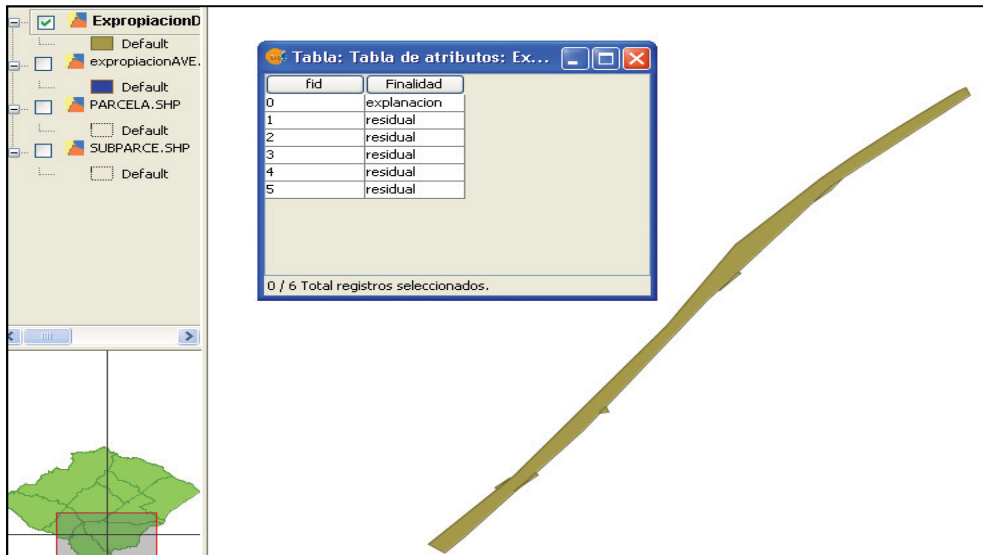 ExpropiacionD
Default
expropiacionAVE.
Default
PARCELA.SHP
Default
SUBPARCE.SHP
Default
Tabla: Tabla de atributos: Ex...
fid Finalidad
0 explanacion
1 residual
2 residual
3 residual
4 residual
5 residual
0 / 6 Total registros seleccionados.